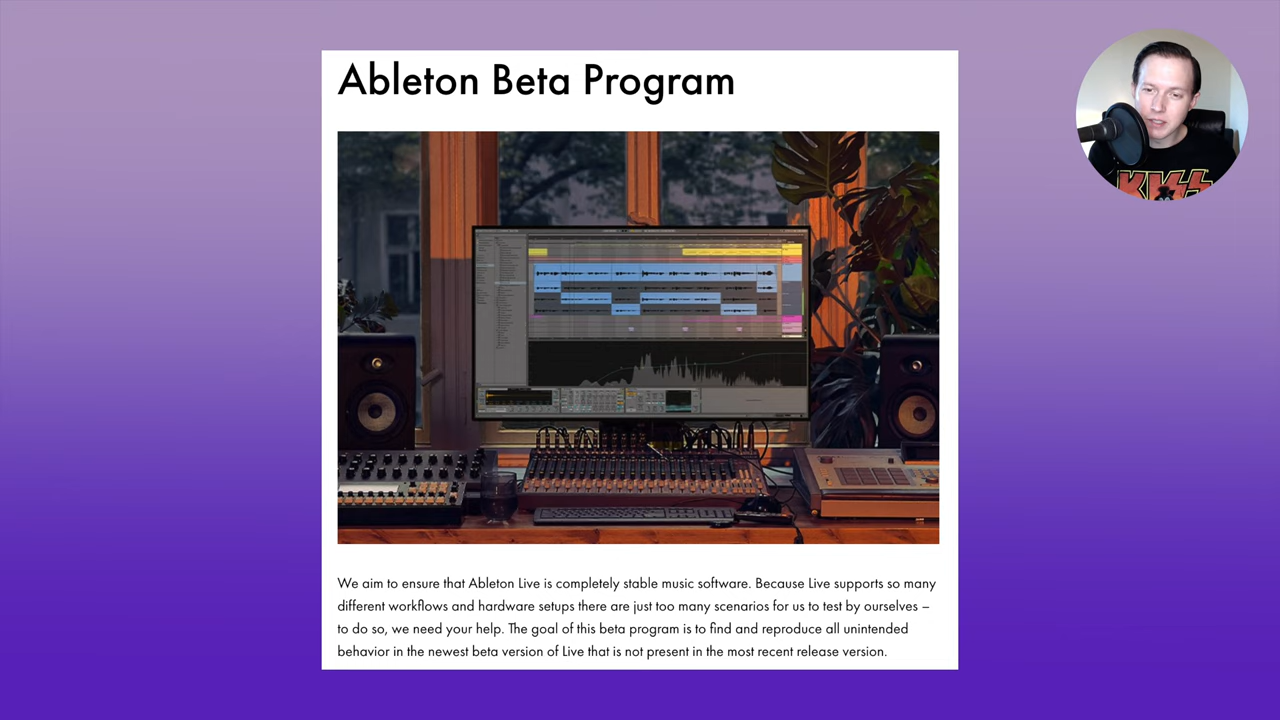 Ableton Beta Program
We aim to ensure that Ableton Live is completely stable music software. Because Live supports so many
different workflows and hardware setups there are just too many scenarios for us to test by ourselves –
to do so, we need your help. The goal of this beta program is to find and reproduce all unintended
behavior in the newest beta version of Live that is not present in the most recent release version.
KISS